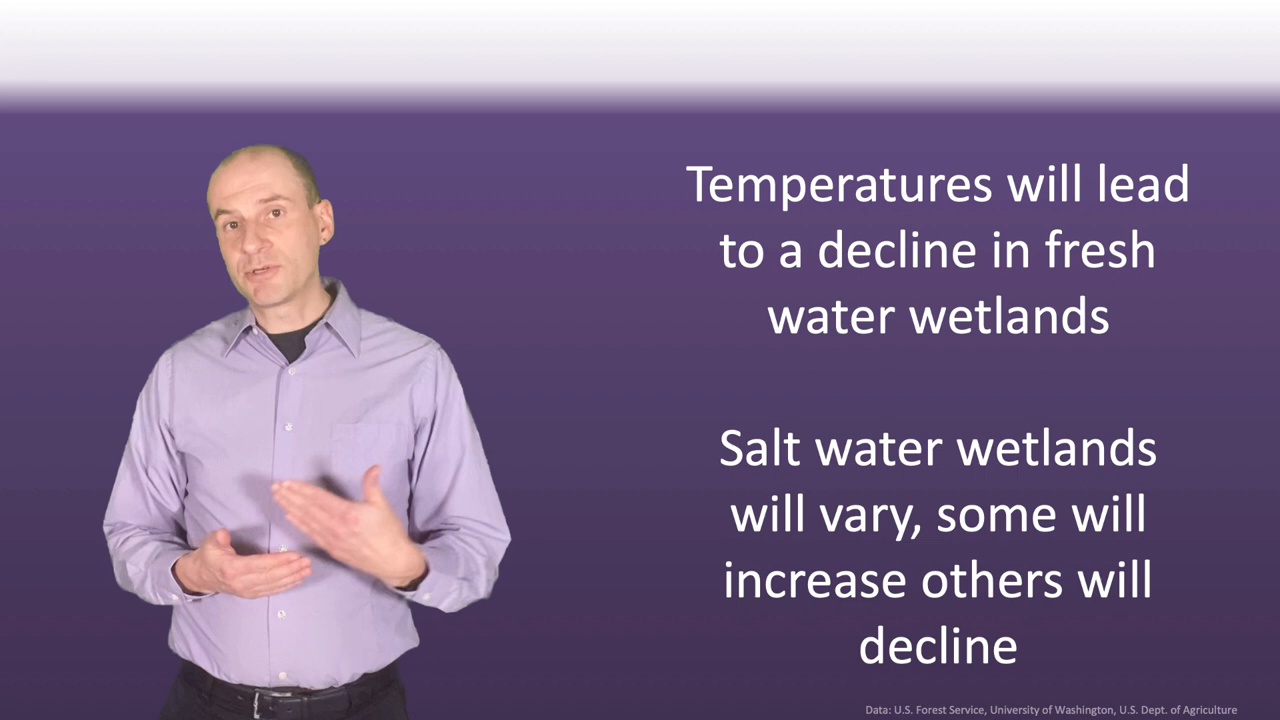 Temperatures will lead
to a decline in fresh
water wetlands
Salt water wetlands
will vary, some will
increase others will
decline
Data: U.S. Forest Service, University of Washington, U.S. Dept. of Agriculture